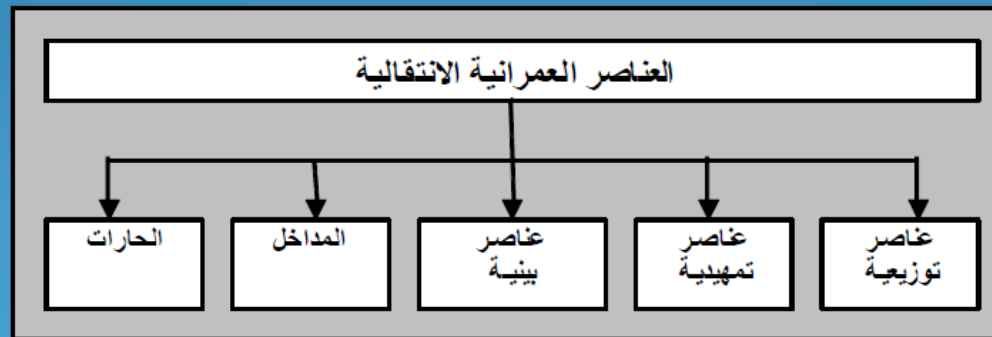 العناصر العمرانية الانتقالية
عناصر
توزيعية
عناصر
تمهيدية
عناصر
بينية
المداخل
الحارات